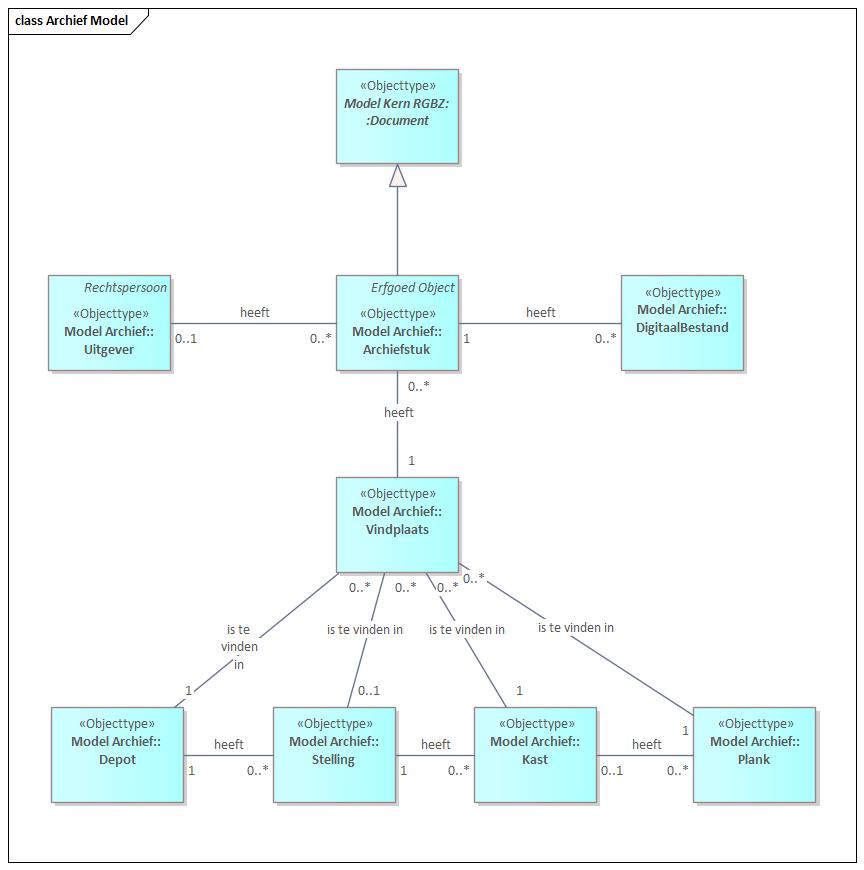 class Archief Model
«Objecttype»
Model Kern RGBZ:
:Document
Rechtspersoon
«Objecttype»
Model Archief::
Uitgever
heeft
0..1
0..*
Erfgoed Object
«Objecttype»
Model Archief::
Archiefstuk
heeft
1
0..*
«Objecttype»
Model Archief::
DigitaalBestand
0..*
heeft
1
«Objecttype»
Model Archief::
Vindplaats
0..*
0..*
0..*
0..*
is te
vinden
in
is te vinden in
is te vinden in
is te vinden in
1
0..1
1
1
«Objecttype»
Model Archief::
Depot
heeft
1
0..*
«Objecttype»
Model Archief::
Stelling
heeft
1
0..*
«Objecttype»
Model Archief::
Kast
heeft
0..1
0..*
«Objecttype»
Model Archief::
Plank